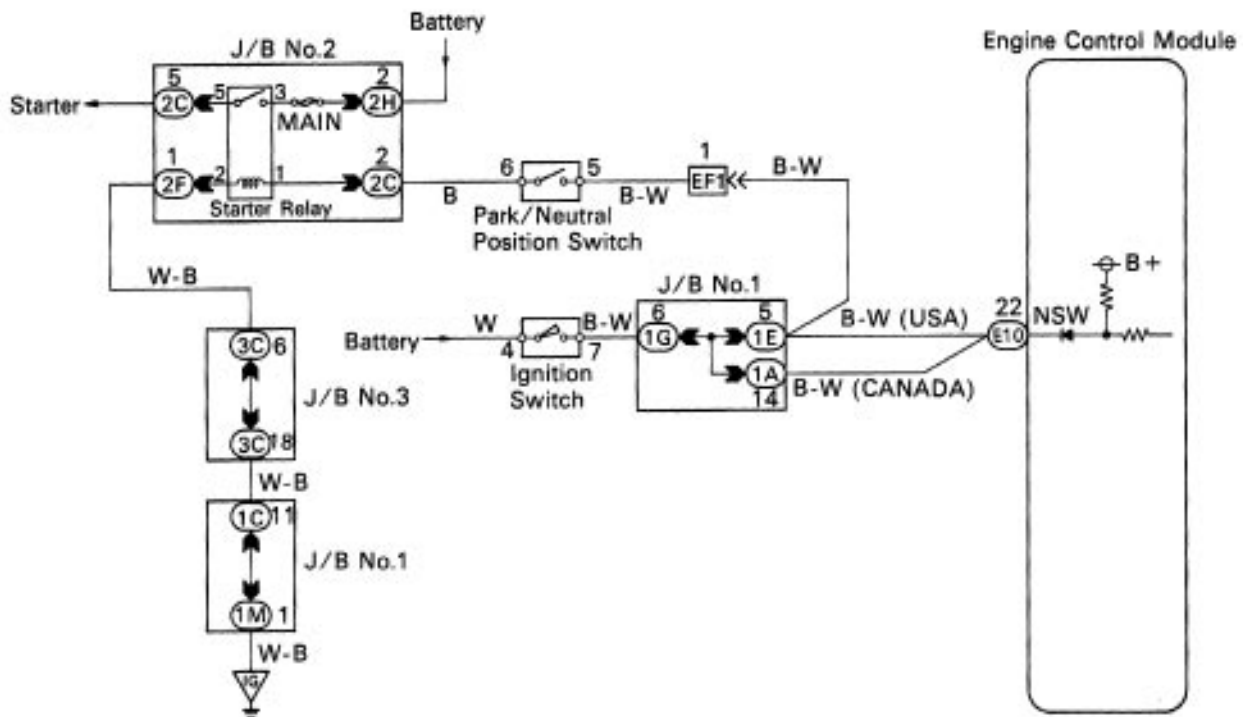 Battery
J/B No.2
Engine Control Module
5
2
Starter
2C
5
3
2H
MAIN
1
2
2F
2
1
2C
Starter Relay
B
6
5
Park/Neutral
Position Switch
B-W
1
EF1
B-W
W-B
J/B No.1
Battery
W
4
7
Ignition
Switch
B-W
6
1G
5
1E
1A
14
B-W (USA)
B-W (CANADA)
22
E10
NSW
B+
3C
6
J/B No.3
3C
18
W-B
1C
11
J/B No.1
1M
1
W-B
IG